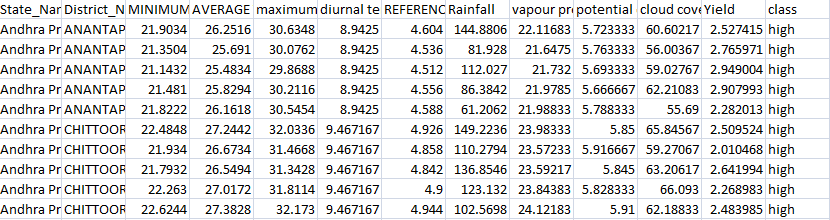 State_Na District_N MINIMUM AVERAGE maximum diurnal te REFERENC Rainfall vapour pre potential cloud cove Yield class
Andhra Pr ANANTAP 21.9034 26.2516 30.6348 8.9425 4.604 144.8806 22.11683 5.723333 60.60217 2.527415 high
Andhra Pr ANANTAP 21.3504 25.691 30.0762 8.9425 4.536 81.928 21.6475 5.763333 56.00367 2.765971 high
Andhra Pr ANANTAP 21.1432 25.4834 29.8688 8.9425 4.512 112.027 21.732 5.693333 59.02767 2.949004 high
Andhra Pr ANANTAP 21.481 25.8294 30.2116 8.9425 4.556 86.3842 21.9785 5.666667 62.21083 2.907993 high
Andhra Pr ANANTAP 21.8222 26.1618 30.5454 8.9425 4.588 61.2062 21.98833 5.788333 55.69 2.282013 high
Andhra Pr CHITTOOR 22.4848 27.2442 32.0336 9.467167 4.926 149.2236 23.98333 5.85 65.84567 2.509524 high
Andhra Pr CHITTOOR 21.934 26.6734 31.4668 9.467167 4.858 110.2794 23.57233 5.916667 59.27067 2.010468 high
Andhra Pr CHITTOOR 21.7932 26.5494 31.3428 9.467167 4.842 136.8546 23.59217 5.845 63.20617 2.641994 high
Andhra Pr CHITTOOR 22.263 27.0172 31.8114 9.467167 4.9 123.132 23.84383 5.828333 66.093 2.268983 high
Andhra Pr CHITTOOR 22.6244 27.3828 32.173 9.467167 4.944 102.5698 24.12183 5.91 62.18833 2.483985 high